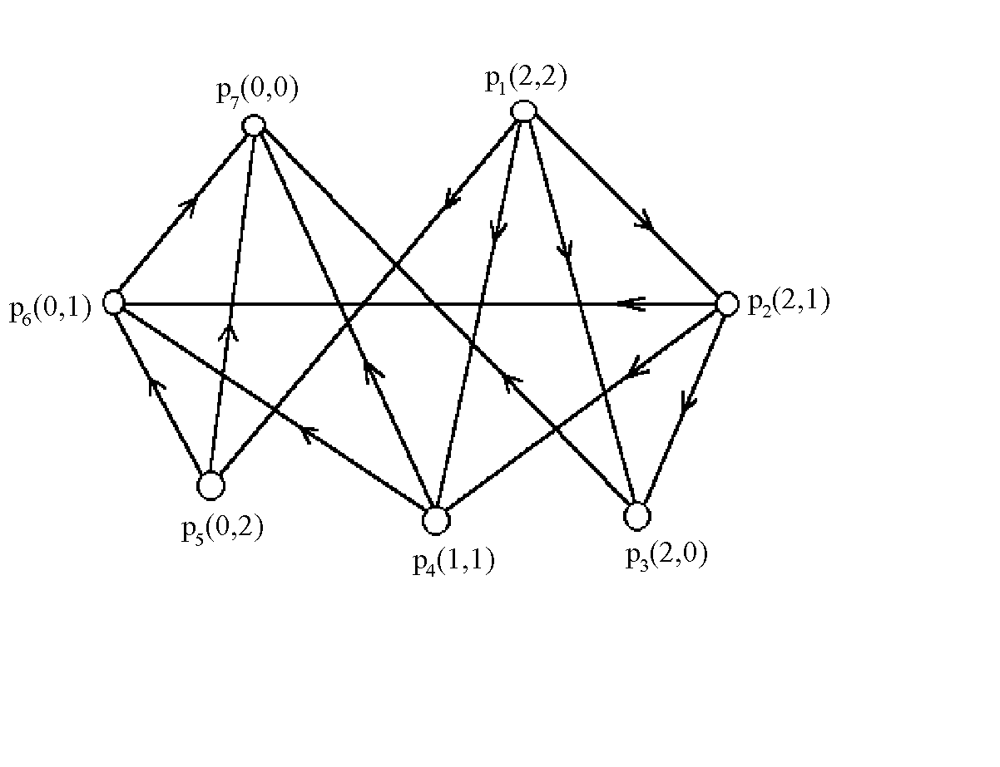 p7(0,0)
p1(2,2)
p6(0,1)
p2(2,1)
p5(0,2)
p4(1,1)
p3(2,0)